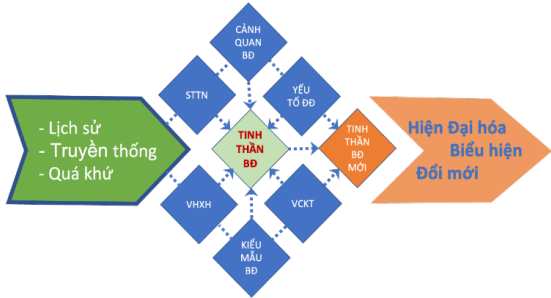 CẢNH
QUAN
BĐ
STTN
YẾU
TỐ ĐĐ
- Lịch sử
- Truyền thống
- Quá khứ
TINH
THẦN
BĐ
TINH
THẦN
BĐ
MỚI
Hiện Đại hóa
Biểu hiện
Đổi mới
VHXH
VCKT
KIỂU
MẪU
BĐ